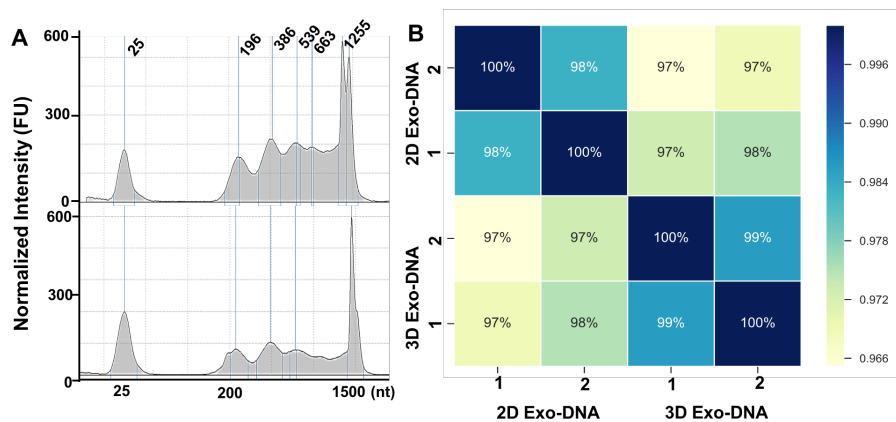 A
Normalized Intensity (FU)
600
300
0
25
196
386
539
663
1255
600
300
0
25
200
1500 (nt)
B
2D Exo-DNA
2
1
3D Exo-DNA
2
1
100% 98% 97% 97%
98% 100% 97% 98%
97% 97% 100% 99%
97% 98% 99% 100%
1 2 1 2
2D Exo-DNA 3D Exo-DNA
0.996
0.990
0.984
0.978
0.972
0.966